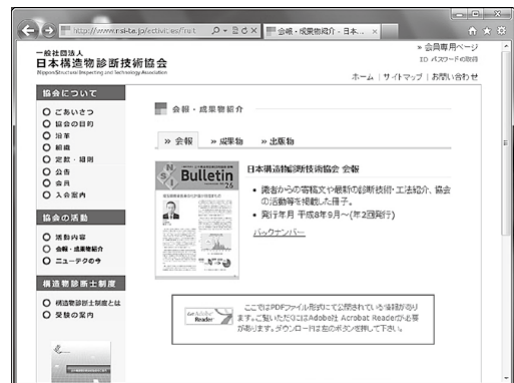 会報・成果物紹介 - 日本...
» 会員専用ページ
ID パスワードの取得
一般社団法人
日本構造物診断技術協会
Nippon Structural Inspecting and Technology Association
ホーム | サイトマップ | お問い合わせ
協会について
ごあいさつ
協会の目的
沿革
組織
定款・細則
公告
会員
入会案内
協会の活動
活動内容
会報・成果物紹介
ニューテクの今
構造物診断士制度
構造物診断士制度とは
受験の案内
会報・成果物紹介
» 会報 » 成果物 » 出版物
NSI Bulletin
26
日本構造物診断技術協会 会報
• 識者からの寄稿文や最新の診断技術・工法紹介、協会
の活動等を掲載した冊子。
• 発行年月 平成8年9月~(年2回発行)
バックナンバー
Get Adobe Reader
ここではPDFファイル形式にて公開されている情報があり
ます。ご覧いただくにはAdobe社 Acrobat Readerが必要
があります。ダウンロードは左のボタンを押して下さい。